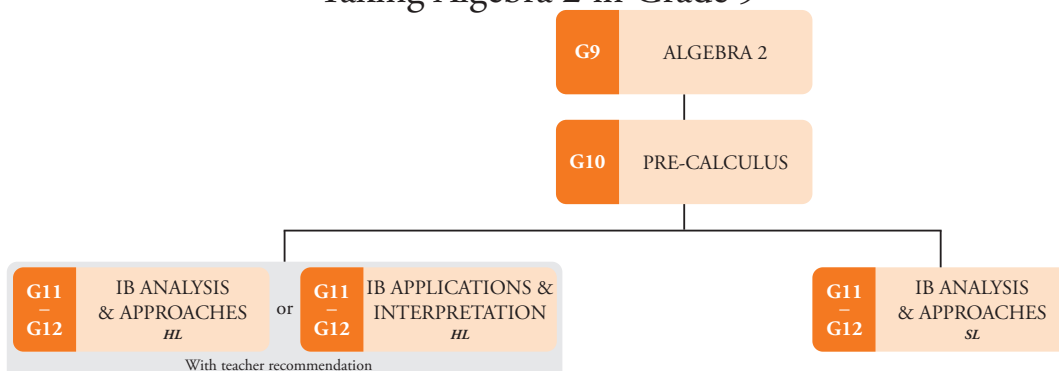 Taking Algebra 2 in Grade 9
G9 ALGEBRA 2
G10 PRE-CALCULUS
G11
–
G12
IB ANALYSIS
& APPROACHES
HL
or
G11
–
G12
IB APPLICATIONS &
INTERPRETATION
HL
With teacher recommendation
G11
–
G12
IB ANALYSIS
& APPROACHES
SL